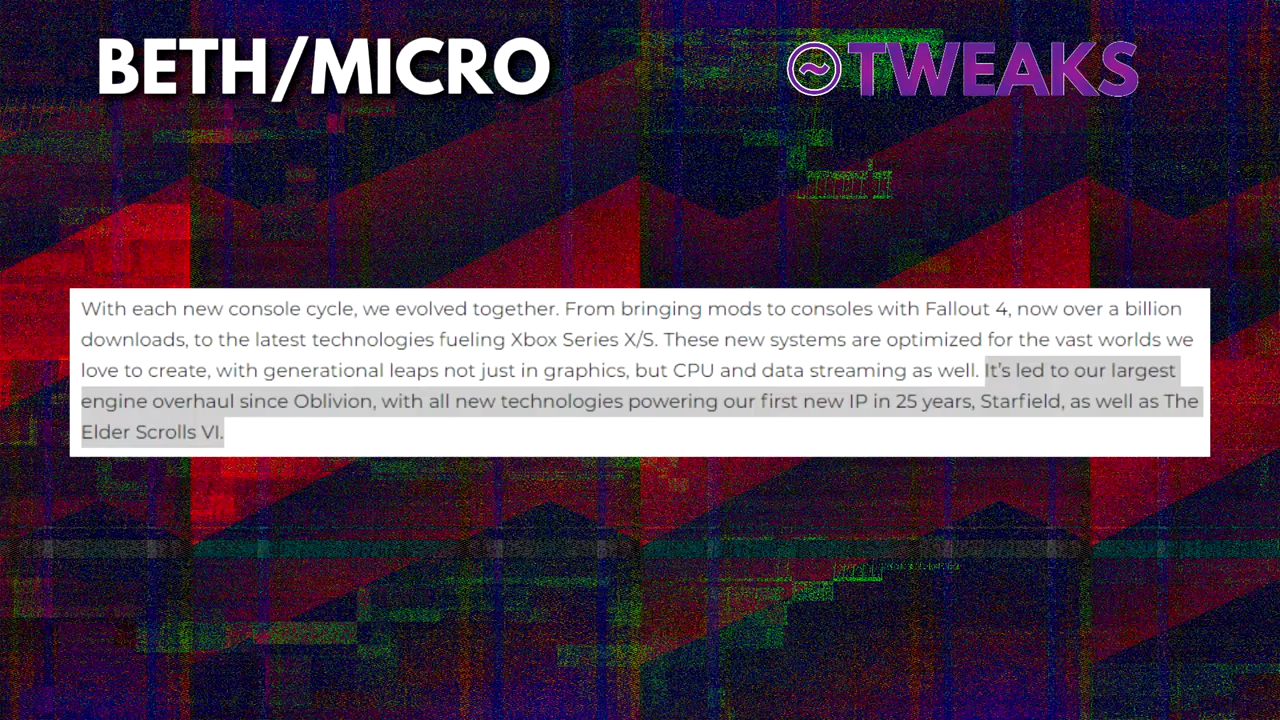 BETH/MICRO
TWEAKS
With each new console cycle, we evolved together. From bringing mods to consoles with Fallout 4, now over a billion
downloads, to the latest technologies fueling Xbox Series X/S. These new systems are optimized for the vast worlds we
love to create, with generational leaps not just in graphics, but CPU and data streaming as well. It’s led to our largest
engine overhaul since Oblivion, with all new technologies powering our first new IP in 25 years, Starfield, as well as The
Elder Scrolls VI.